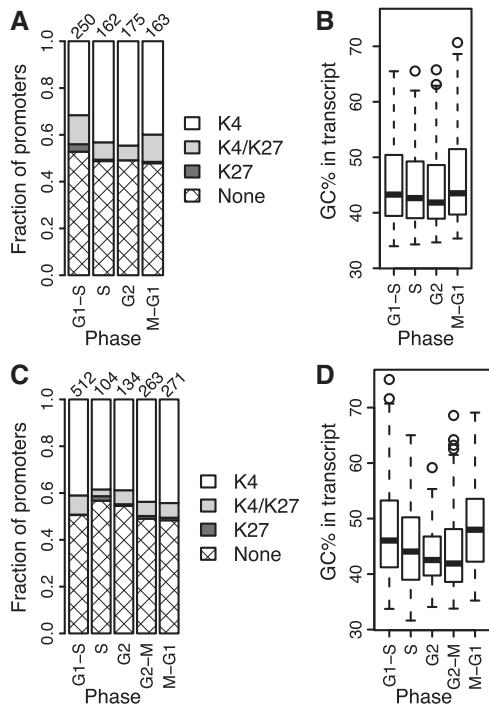 A
250 162 175 163
Fraction of promoters
1.0
0.8
0.6
0.4
0.2
0.0
K4
K4/K27
K27
None
G1−S S G2 M−G1
Phase
B
GC% in transcript
70
60
50
40
30
G1−S S G2 M−G1
Phase
C
512 104 134 263 271
Fraction of promoters
1.0
0.8
0.6
0.4
0.2
0.0
K4
K4/K27
K27
None
G1−S S G2 G2−M M−G1
Phase
D
GC% in transcript
70
60
50
40
30
G1−S S G2 G2−M M−G1
Phase